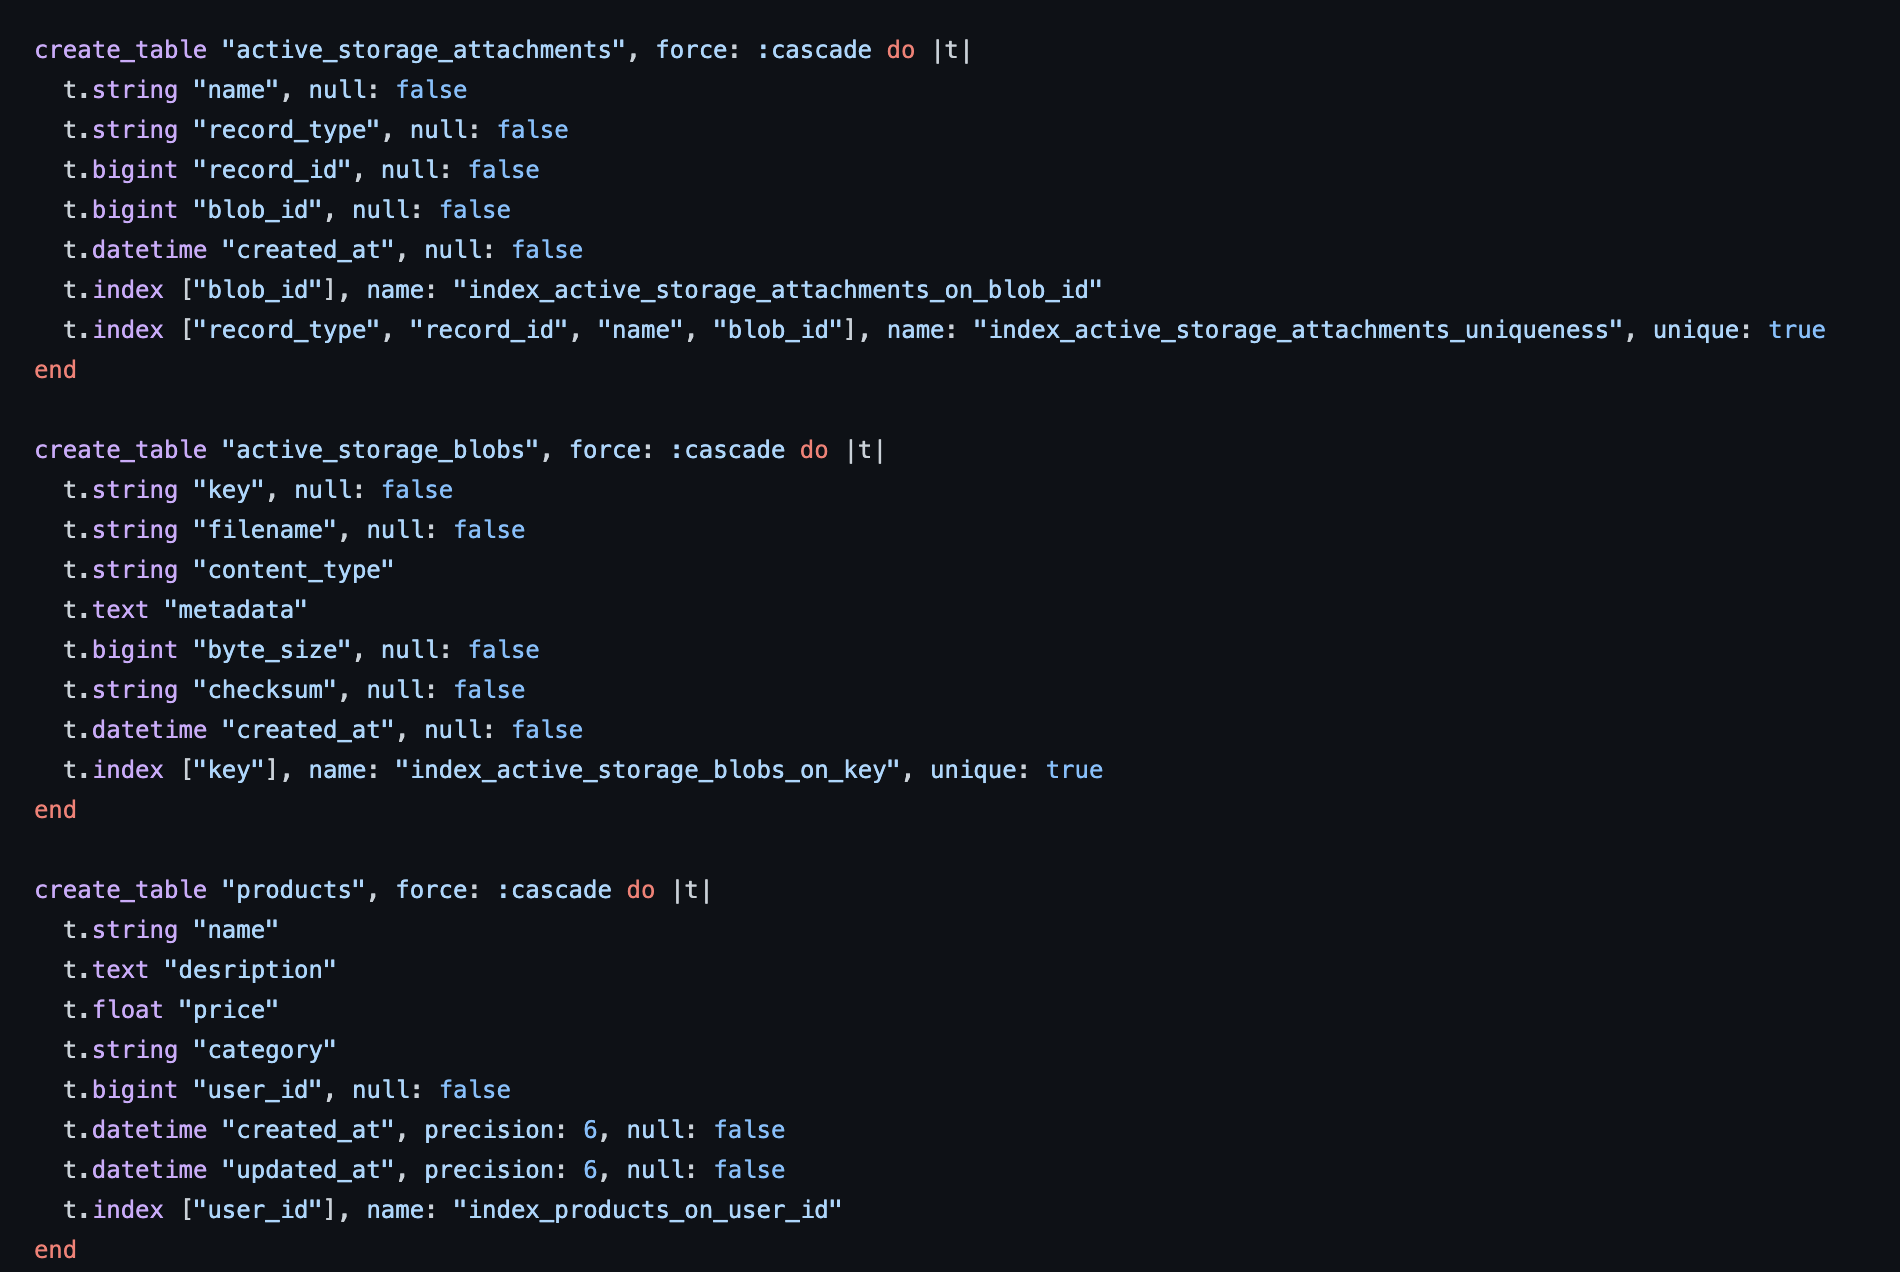 create_table "active_storage_attachments", force: :cascade do |t|
  t.string "name", null: false
  t.string "record_type", null: false
  t.bigint "record_id", null: false
  t.bigint "blob_id", null: false
  t.datetime "created_at", null: false
  t.index ["blob_id"], name: "index_active_storage_attachments_on_blob_id"
  t.index ["record_type", "record_id", "name", "blob_id"], name: "index_active_storage_attachments_uniqueness", unique: true
end

create_table "active_storage_blobs", force: :cascade do |t|
  t.string "key", null: false
  t.string "filename", null: false
  t.string "content_type"
  t.text "metadata"
  t.bigint "byte_size", null: false
  t.string "checksum", null: false
  t.datetime "created_at", null: false
  t.index ["key"], name: "index_active_storage_blobs_on_key", unique: true
end

create_table "products", force: :cascade do |t|
  t.string "name"
  t.text "desription"
  t.float "price"
  t.string "category"
  t.bigint "user_id", null: false
  t.datetime "created_at", precision: 6, null: false
  t.datetime "updated_at", precision: 6, null: false
  t.index ["user_id"], name: "index_products_on_user_id"
end